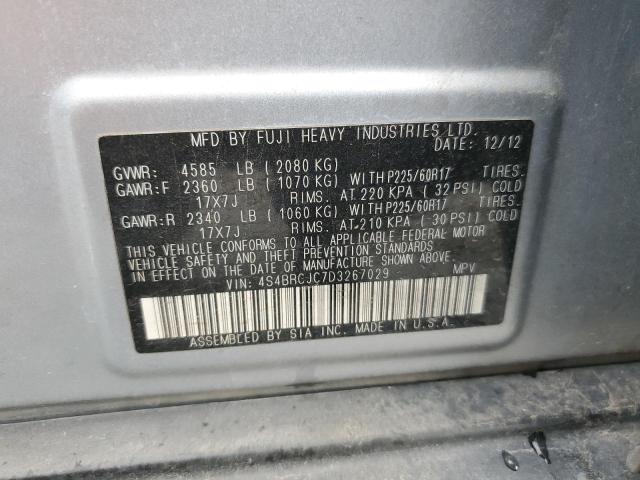 MFD BY FUJI HEAVY INDUSTRIES LTD.
DATE: 12/12
GVWR: 4585 LB ( 2080 KG)
GAWR:F 2360 LB ( 1070 KG) WITH P225/60R17 TIRES.
17X7J RIMS. AT 220 KPA ( 32 PSI) COLD
GAWR:R 2340 LB ( 1060 KG) WITH P225/60R17 TIRES.
17X7J RIMS. AT 210 KPA ( 30 PSI) COLD
THIS VEHICLE CONFORMS TO ALL APPLICABLE FEDERAL MOTOR
VEHICLE SAFETY AND THEFT PREVENTION STANDARDS
IN EFFECT ON THE DATE OF MANUFACTURE SHOWN ABOVE.
VIN: 4S4BRCJC7D3267029 MPV
ASSEMBLED BY SIA INC. MADE IN U.S.A.